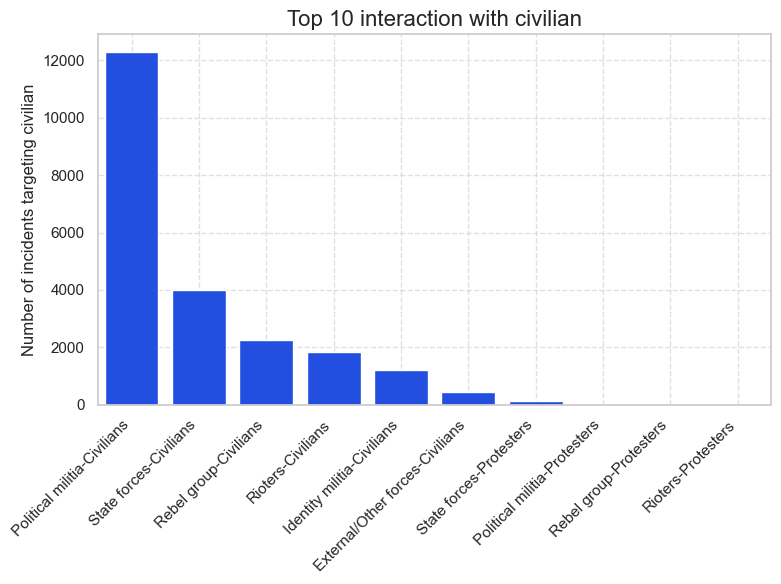 Top 10 interaction with civilian
Number of incidents targeting civilian
12000
10000
8000
6000
4000
2000
0
Political militia-Civilians
State forces-Civilians
Rebel group-Civilians
Rioters-Civilians
Identity militia-Civilians
External/Other forces-Civilians
State forces-Protesters
Political militia-Protesters
Rebel group-Protesters
Rioters-Protesters